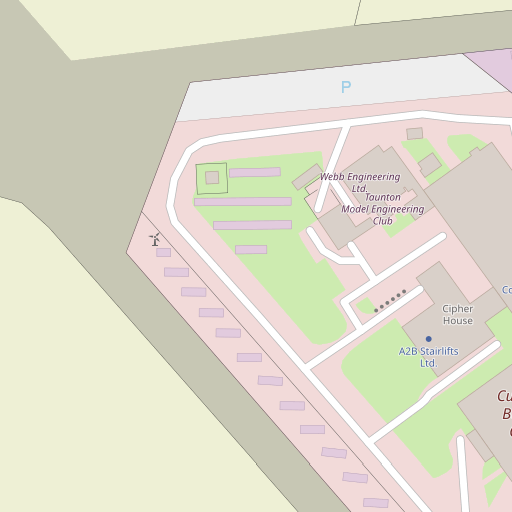 P
Webb Engineering
Ltd.
Taunton
Model Engineering
Club
Cipher
House
A2B Stairlifts
Ltd.